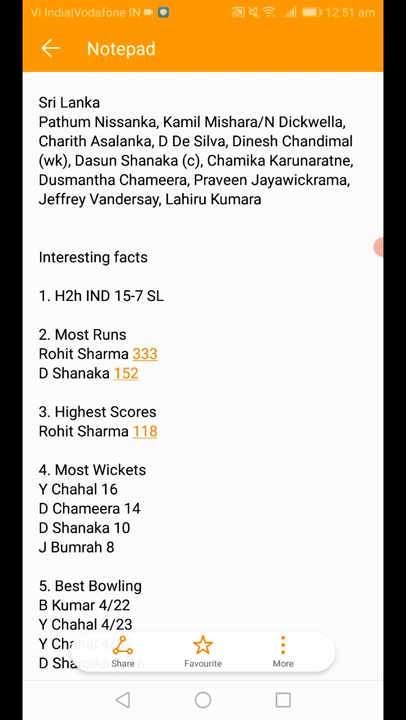 Vi India|Vodafone IN
12:51 am
Notepad
Sri Lanka
Pathum Nissanka, Kamil Mishara/N Dickwella,
Charith Asalanka, D De Silva, Dinesh Chandimal
(wk), Dasun Shanaka (c), Chamika Karunaratne,
Dusmantha Chameera, Praveen Jayawickrama,
Jeffrey Vandersay, Lahiru Kumara
Interesting facts
1. H2h IND 15-7 SL
2. Most Runs
Rohit Sharma 333
D Shanaka 152
3. Highest Scores
Rohit Sharma 118
4. Most Wickets
Y Chahal 16
D Chameera 14
D Shanaka 10
J Bumrah 8
5. Best Bowling
B Kumar 4/22
Y Chahal 4/23
Y Chahal
D Shanaka
Share
Favourite
More